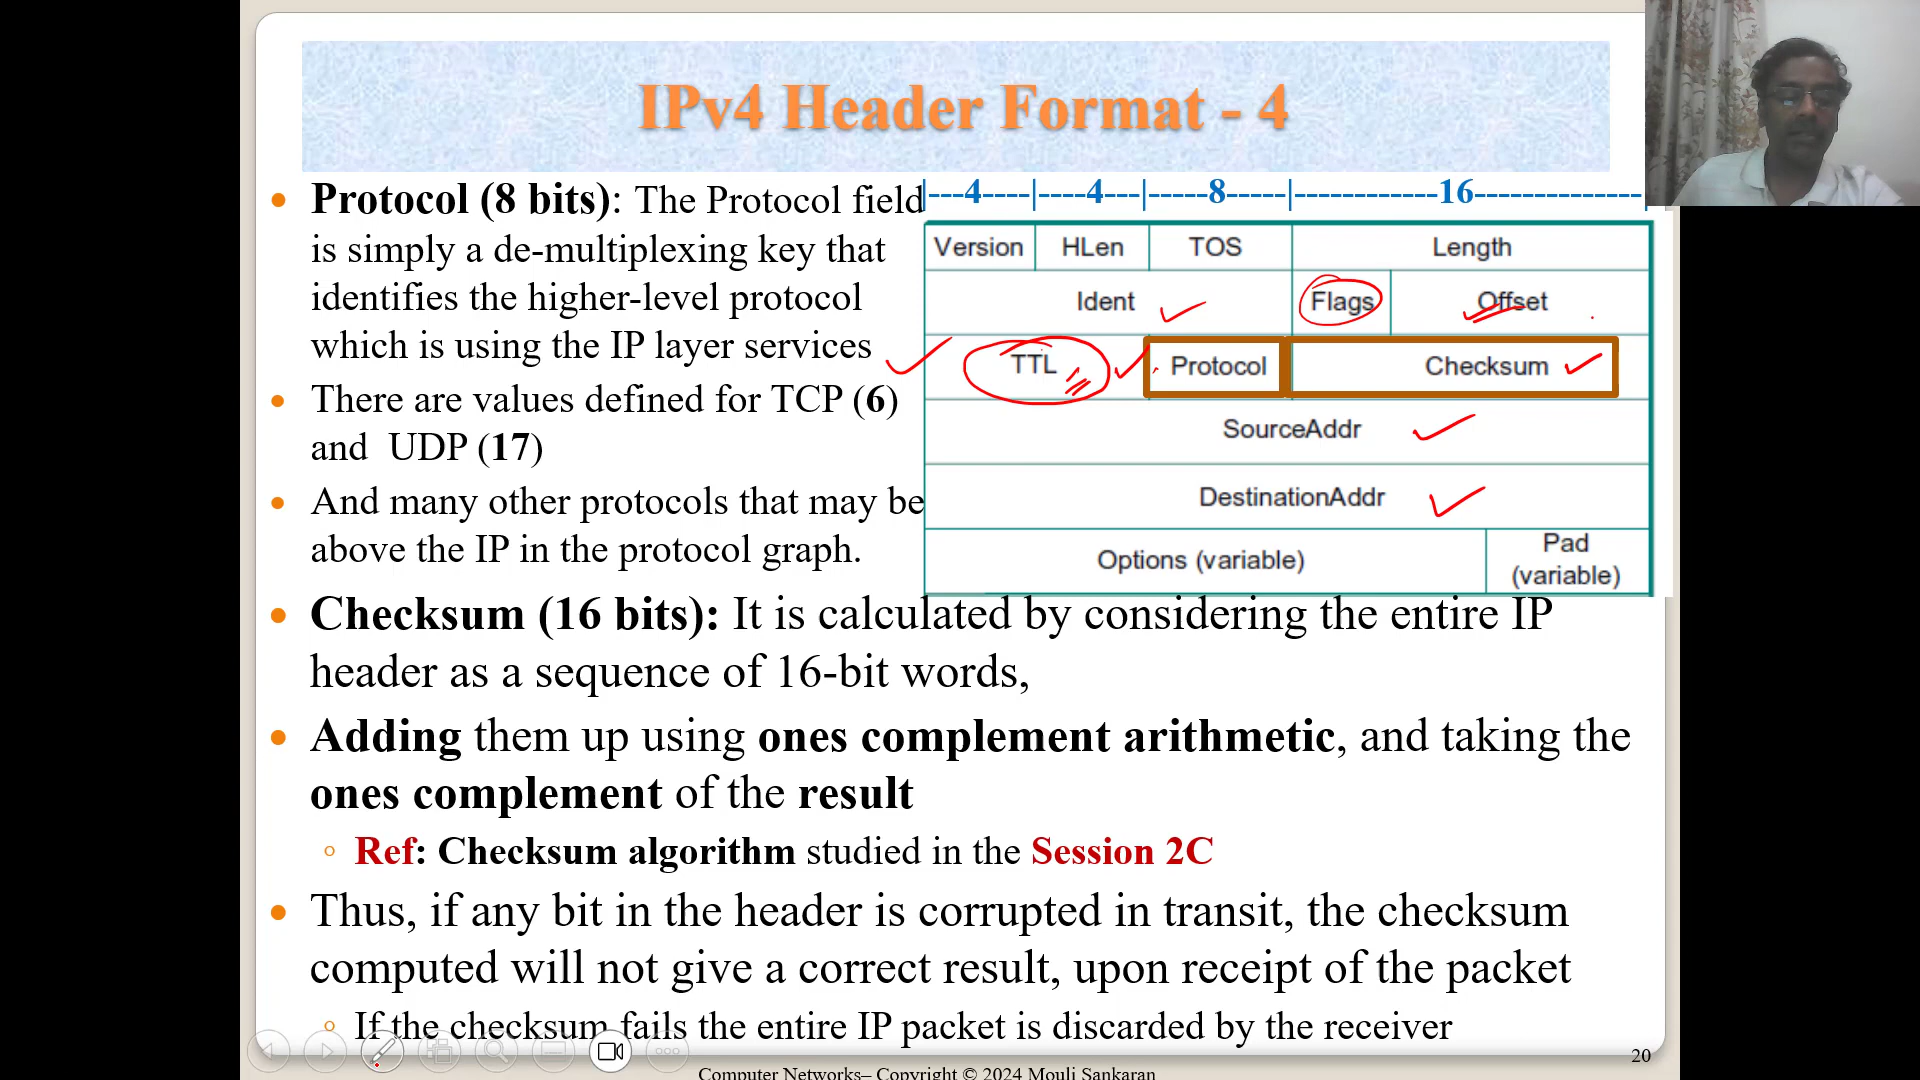 IPv4 Header Format - 4
• Protocol (8 bits): The Protocol field
is simply a de-multiplexing key that
identifies the higher-level protocol
which is using the IP layer services
• There are values defined for TCP (6)
and UDP (17)
• And many other protocols that may be
above the IP in the protocol graph.
|---4----|----4---|-----8-----|------------16--------------|
Version HLen TOS Length
Ident Flags Offset
TTL Protocol Checksum
SourceAddr
DestinationAddr
Options (variable) Pad
(variable)
• Checksum (16 bits): It is calculated by considering the entire IP
header as a sequence of 16-bit words,
• Adding them up using ones complement arithmetic, and taking the
ones complement of the result
◦ Ref: Checksum algorithm studied in the Session 2C
• Thus, if any bit in the header is corrupted in transit, the checksum
computed will not give a correct result, upon receipt of the packet
◦ If the checksum fails the entire IP packet is discarded by the receiver
20
Computer Networks– Copyright © 2024 Mouli Sankaran